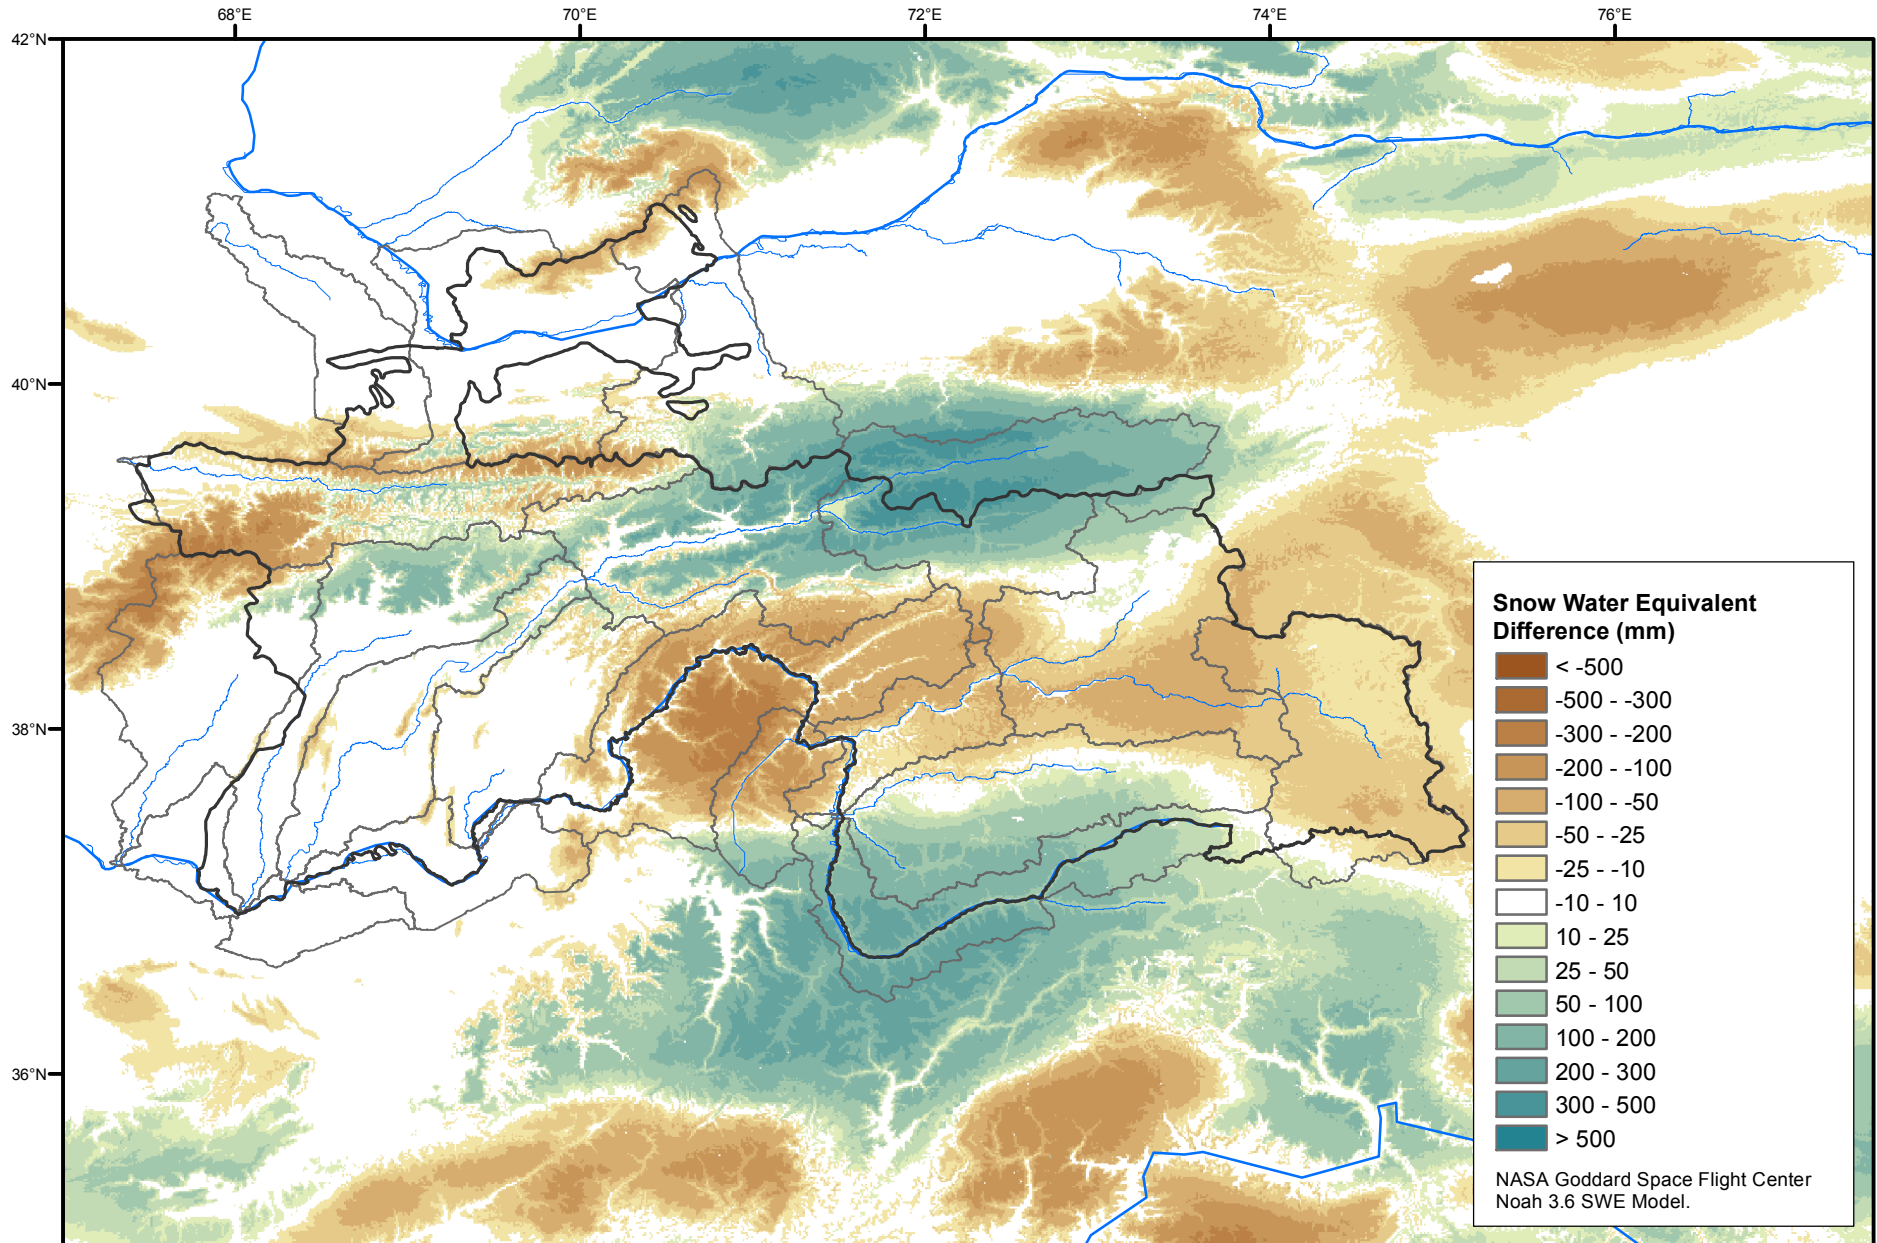 68°E 70°E 72°E 74°E 76°E
42°N
40°N
38°N
36°N
Snow Water Equivalent
Difference (mm)
< -500
-500 - -300
-300 - -200
-200 - -100
-100 - -50
-50 - -25
-25 - -10
-10 - 10
10 - 25
25 - 50
50 - 100
100 - 200
200 - 300
300 - 500
> 500
NASA Goddard Space Flight Center
Noah 3.6 SWE Model.